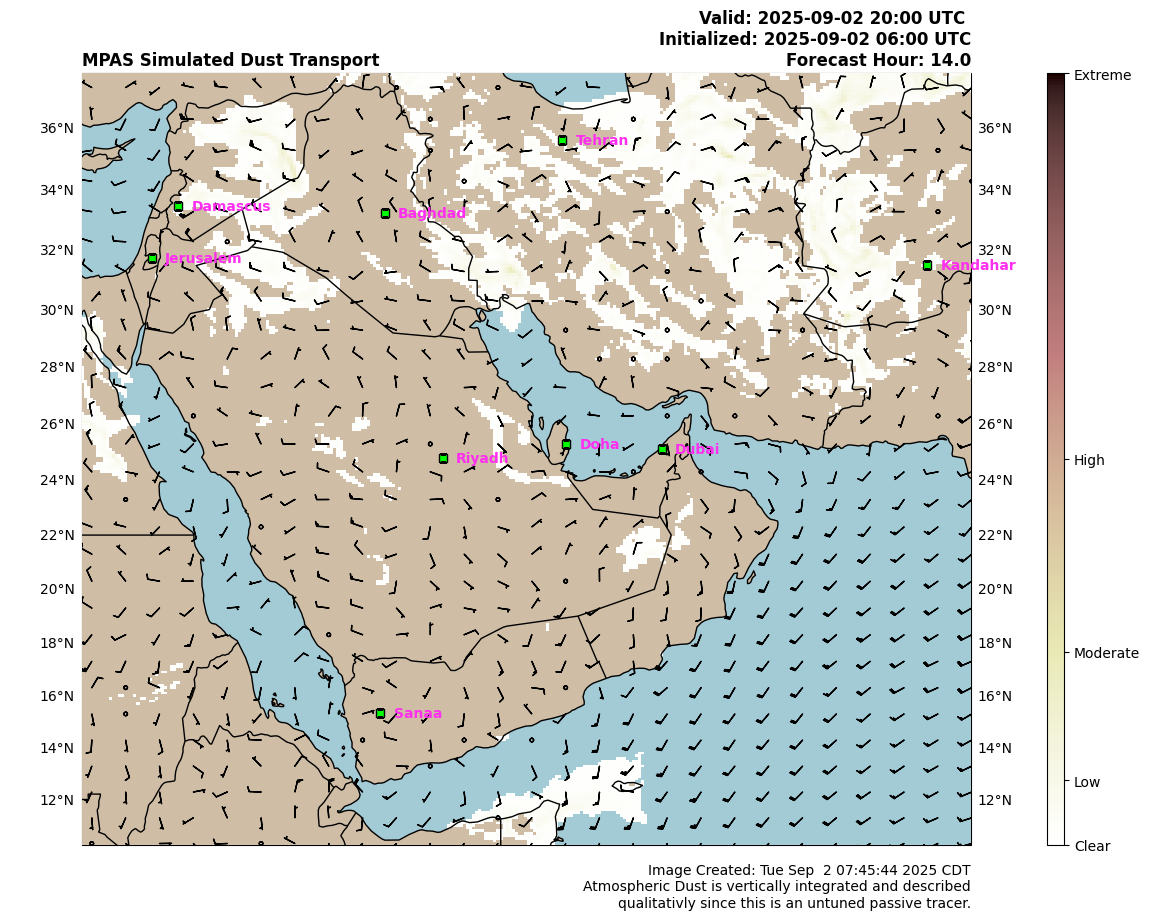 Valid: 2025-09-02 20:00 UTC
Initialized: 2025-09-02 06:00 UTC
MPAS Simulated Dust Transport Forecast Hour: 14.0
Extreme
36°N 36°N
Tehran
34°N 34°N
Damascus
Baghdad
32°N 32°N
Jerusalem
Kandahar
30°N 30°N
28°N 28°N
26°N 26°N
Doha
Dubai
Riyadh
High
24°N 24°N
22°N 22°N
20°N 20°N
18°N 18°N
Moderate
16°N 16°N
Sanaa
14°N 14°N
Low
12°N 12°N
Clear
Image Created: Tue Sep  2 07:45:44 2025 CDT
Atmospheric Dust is vertically integrated and described
qualitativly since this is an untuned passive tracer.